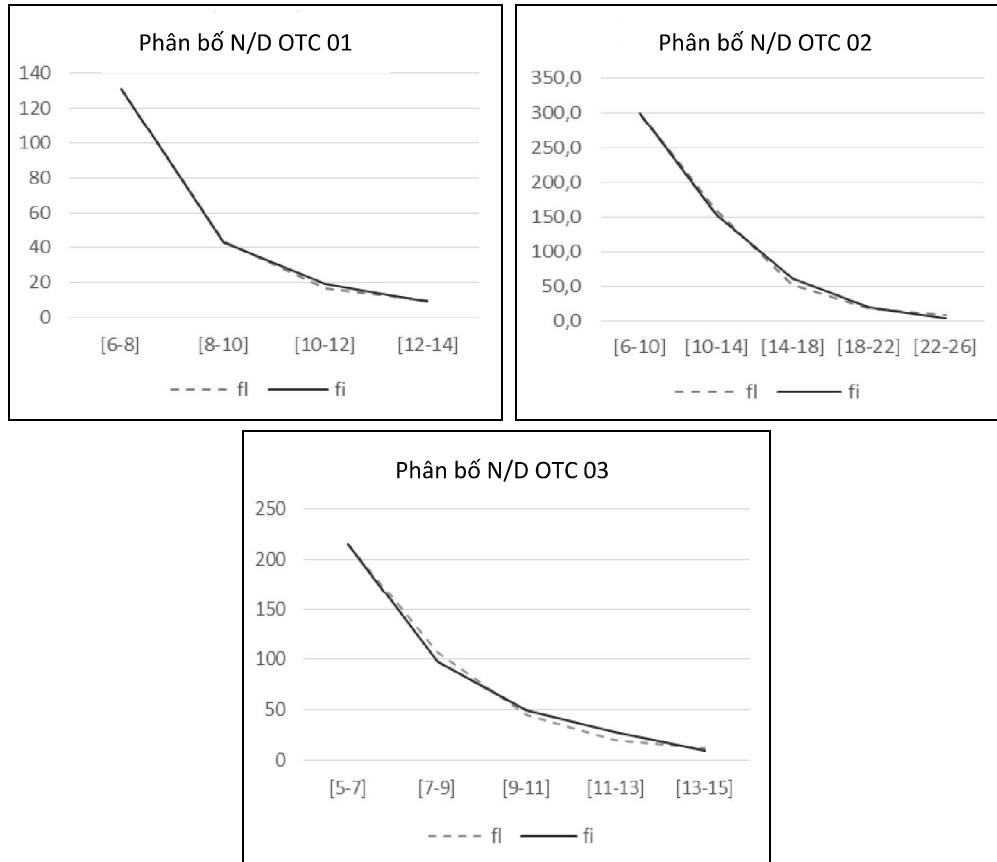 Phân bố N/D OTC 01
140
120
100
80
60
40
20
0
[6-8] [8-10] [10-12] [12-14]
fl fi
Phân bố N/D OTC 02
350,0
300,0
250,0
200,0
150,0
100,0
50,0
0,0
[6-10] [10-14] [14-18] [18-22] [22-26]
fl fi
Phân bố N/D OTC 03
250
200
150
100
50
0
[5-7] [7-9] [9-11] [11-13] [13-15]
fl fi